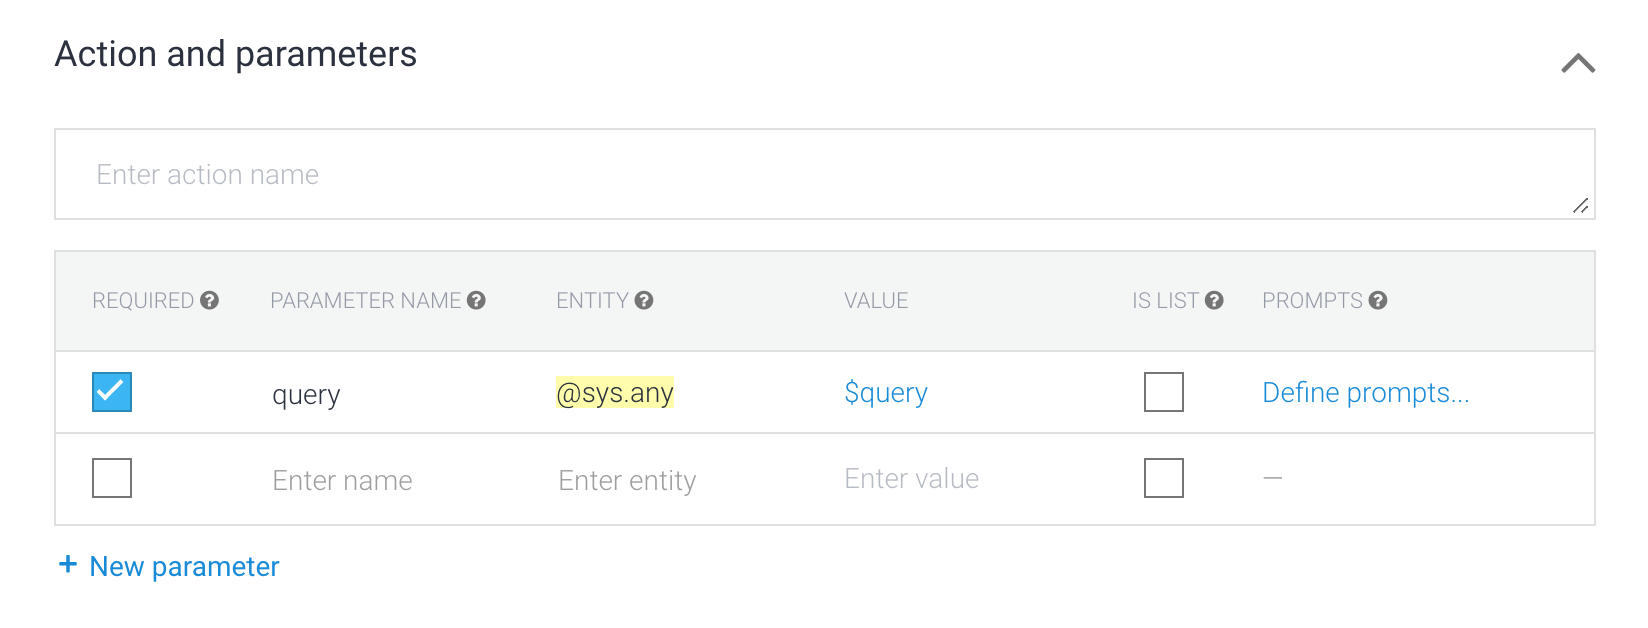 Action and parameters
Enter action name
REQUIRED ? PARAMETER NAME ? ENTITY ? VALUE IS LIST ? PROMPTS ?
query @sys.any $query Define prompts...
Enter name Enter entity Enter value —
+ New parameter